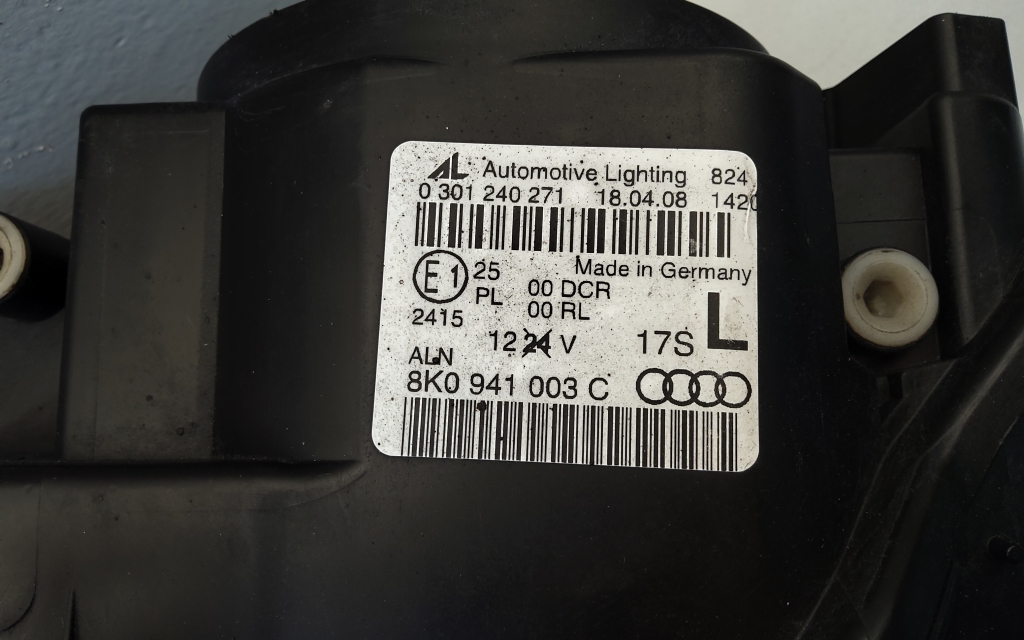 AL Automotive Lighting 824
0 301 240 271 18.04.08 1420
E1 25 Made in Germany
PL 00 DCR
00 RL
2415
12 24 V 17S L
ALN
8K0 941 003 C